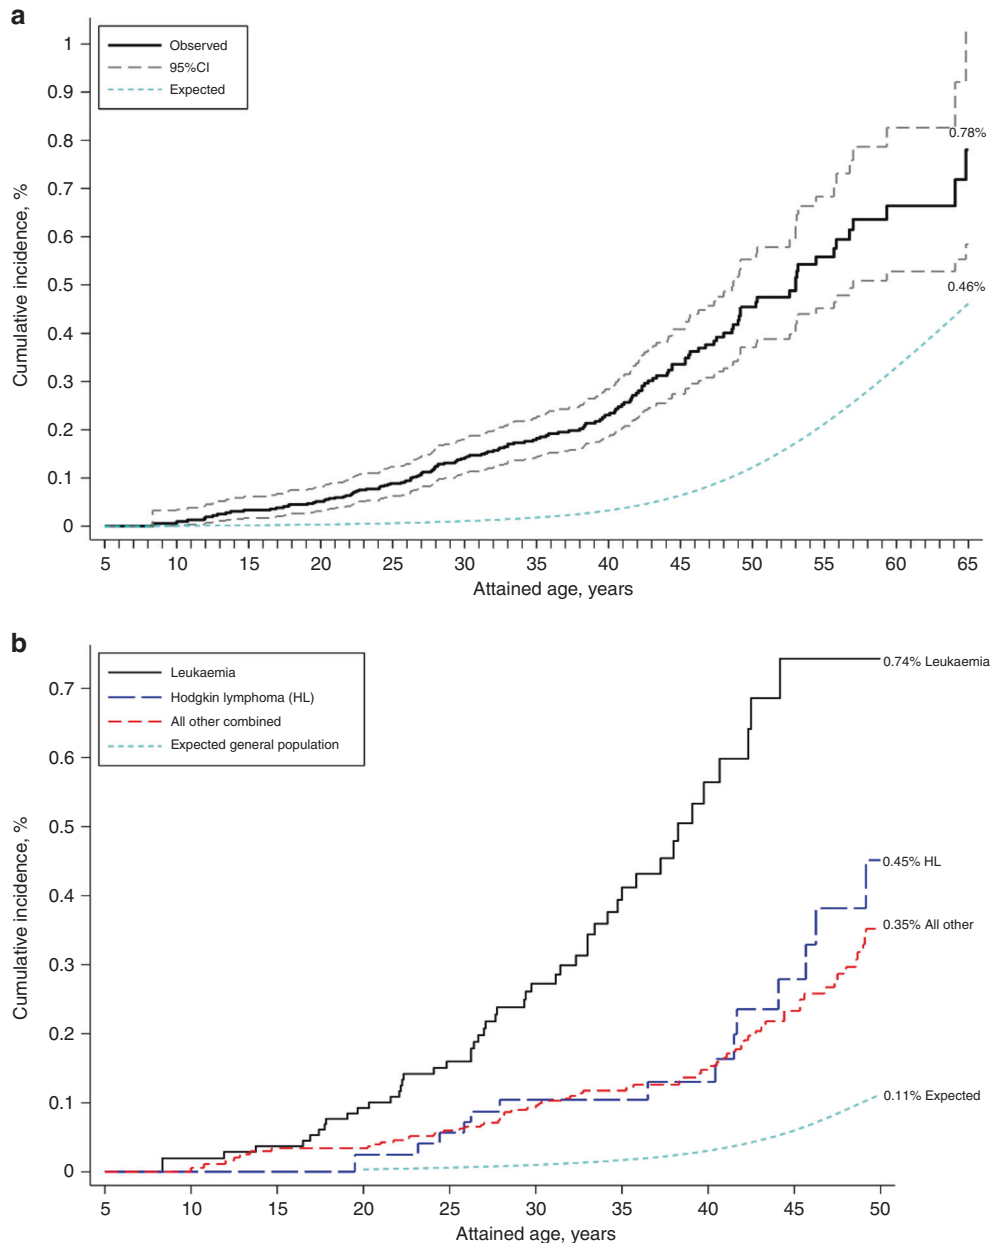 a
Cumulative incidence, %
1
0.9
0.8
0.7
0.6
0.5
0.4
0.3
0.2
0.1
0
Observed
95%CI
Expected
0.78%
0.46%
5 10 15 20 25 30 35 40 45 50 55 60 65
Attained age, years
b
Cumulative incidence, %
0.7
0.6
0.5
0.4
0.3
0.2
0.1
0
Leukaemia
Hodgkin lymphoma (HL)
All other combined
Expected general population
0.74% Leukaemia
0.45% HL
0.35% All other
0.11% Expected
5 10 15 20 25 30 35 40 45 50
Attained age, years